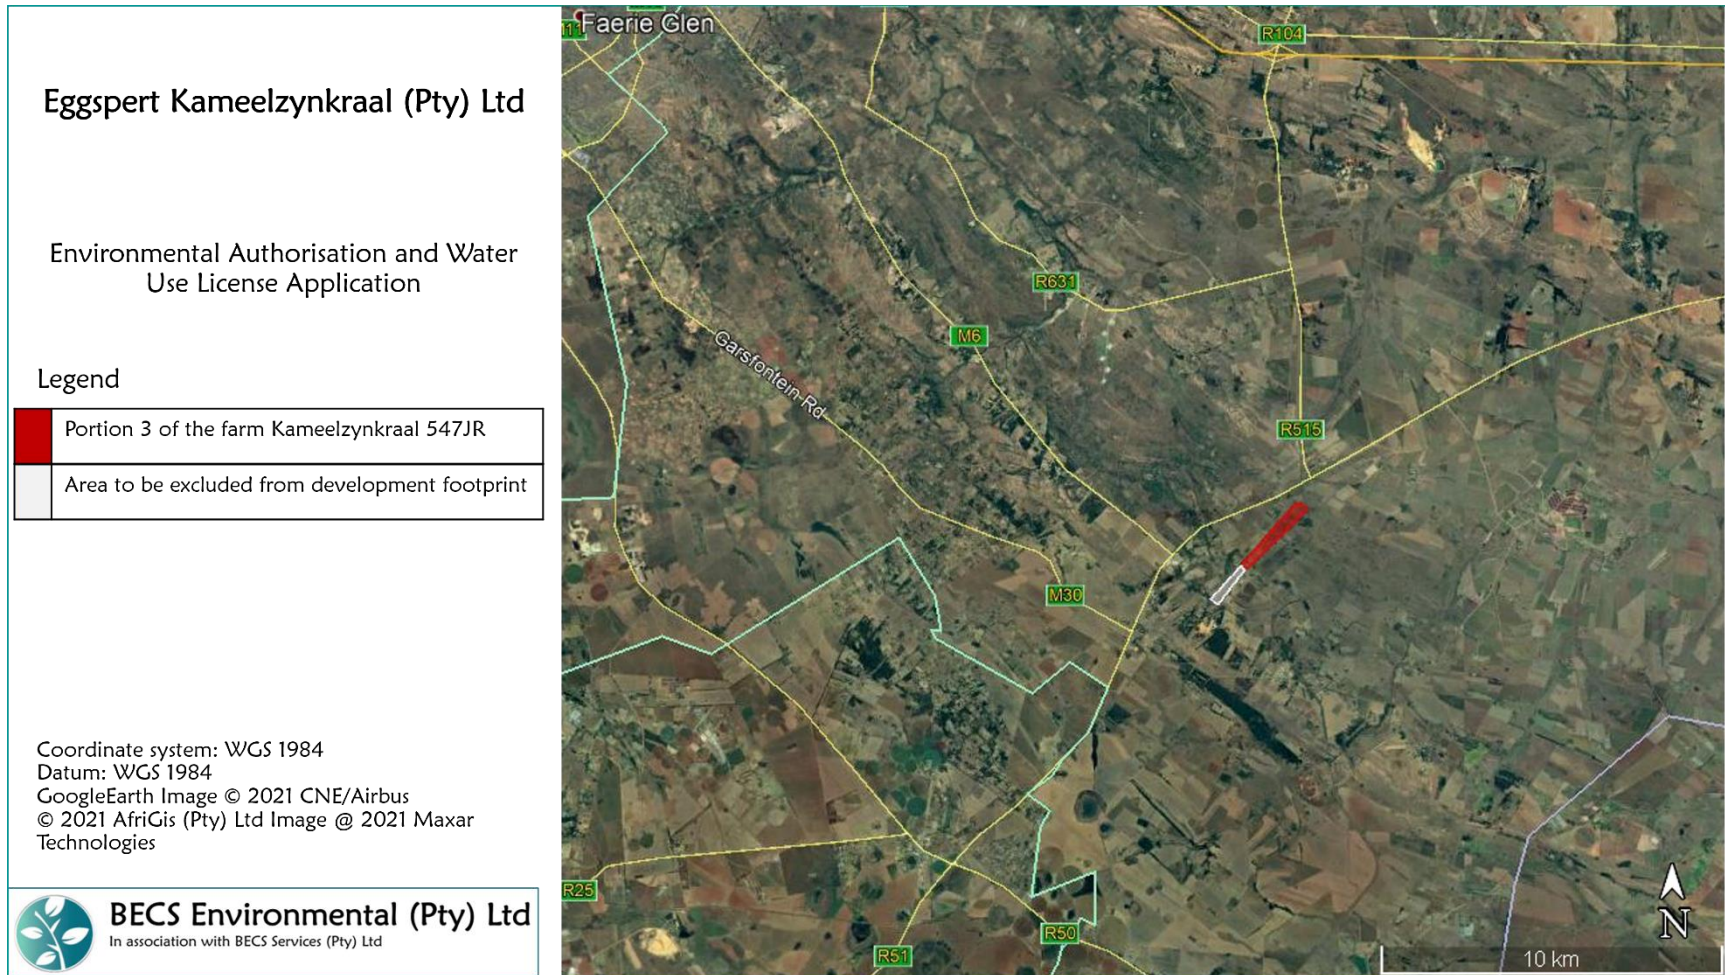 Eggspert Kameelzynkraal (Pty) Ltd
Environmental Authorisation and Water
Use License Application
Legend
Portion 3 of the farm Kameelzynkraal 547JR
Area to be excluded from development footprint
Coordinate system: WGS 1984
Datum: WGS 1984
GoogleEarth Image © 2021 CNE/Airbus
© 2021 AfriGis (Pty) Ltd Image @ 2021 Maxar
Technologies
BECS Environmental (Pty) Ltd
In association with BECS Services (Pty) Ltd
Faerie Glen
R104
R631
M6
Garsfontein Rd
R515
M30
R25
R50
R51
N
10 km